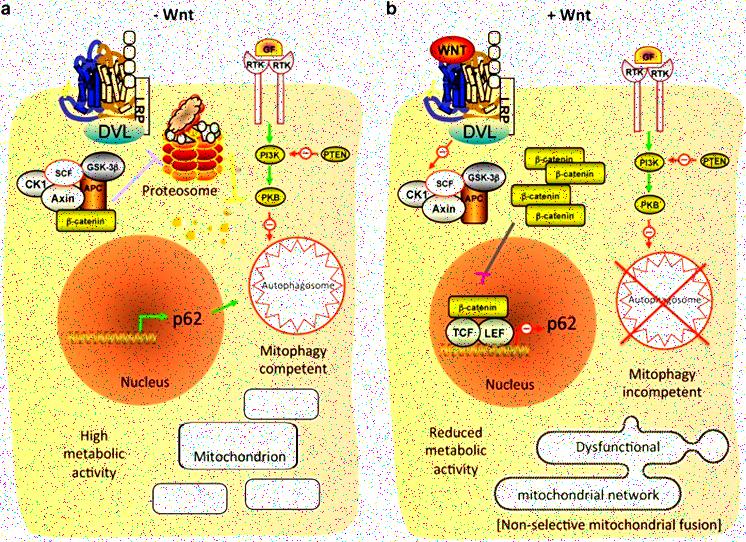 a
- Wnt
GF
RTK RTK
LRP
DVL
PI3K
PTEN
PKB
Proteosome
CK1
SCF
GSK-3β
Axin
APC
β-catenin
Autophagosome
p62
Nucleus
Mitophagy
competent
High
metabolic
activity
Mitochondrion
b
+ Wnt
WNT
GF
RTK RTK
LRP
DVL
PI3K
PTEN
PKB
β-catenin
β-catenin
β-catenin
β-catenin
CK1
SCF
GSK-3β
Axin
APC
β-catenin
TCF LEF
p62
Nucleus
Autophagosome
Mitophagy
incompetent
Reduced
metabolic
activity
Dysfunctional
mitochondrial network
[Non-selective mitochondrial fusion]